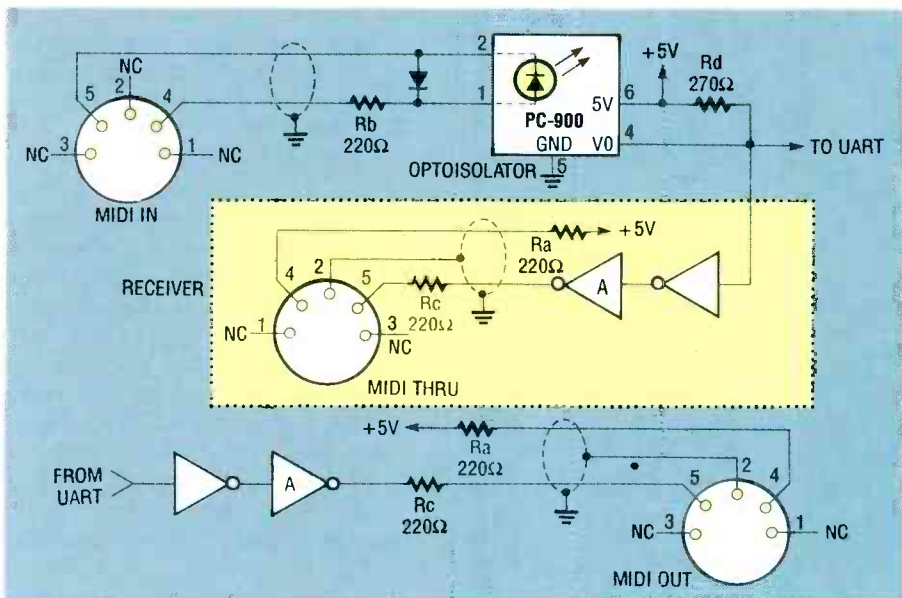 NC
2
5
4
3
NC
1
NC
MIDI IN
Rb
220Ω
2
1
PC-900
5V
6
4
GND
V0
5
OPTOISOLATOR
+5V
Rd
270Ω
TO UART
RECEIVER
Ra
220Ω
+5V
4
2
5
Rc
220Ω
A
NC
1
3
NC
MIDI THRU
+5V
Ra
220Ω
FROM
UART
A
Rc
220Ω
5
2
4
NC
3
1
NC
MIDI OUT